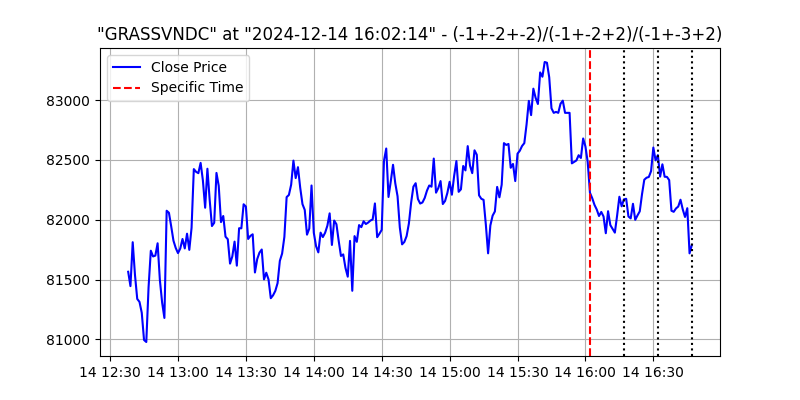 "GRASSVNDC" at "2024-12-14 16:02:14" - (-1+-2+-2)/(-1+-2+2)/(-1+-3+2)
Close Price
Specific Time
83000
82500
82000
81500
81000
14 12:30 14 13:00 14 13:30 14 14:00 14 14:30 14 15:00 14 15:30 14 16:00 14 16:30